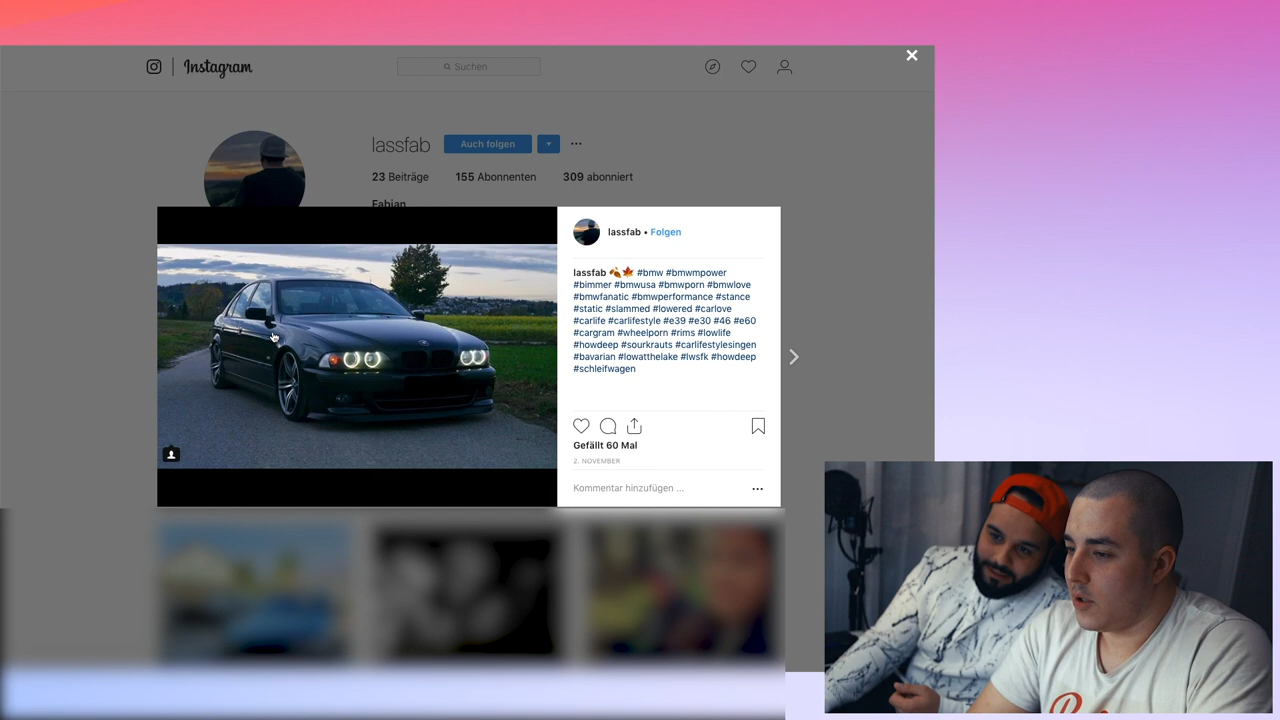 Instagram
Suchen
lassfab
Auch folgen
23 Beiträge 155 Abonnenten 309 abonniert
Fabian
lassfab • Folgen
lassfab 🍂🍁 #bmw #bmwmpower
#bimmer #bmwusa #bmwporn #bmwlove
#bmwfanatic #bmwperformance #stance
#static #slammed #lowered #carlove
#carlife #carlifestyle #e39 #e30 #46 #e60
#cargram #wheelporn #rims #lowlife
#howdeep #sourkrauts #carlifestylesingen
#bavarian #lowatthelake #lwsfk #howdeep
#schleifwagen
Gefällt 60 Mal
2. NOVEMBER
Kommentar hinzufügen ...